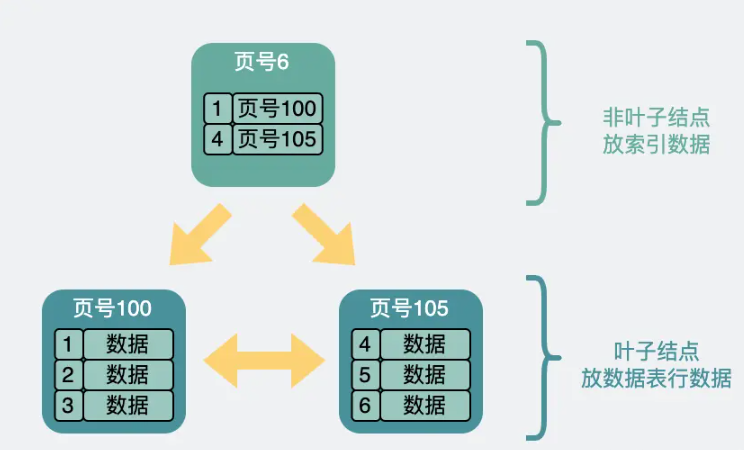 页号6
1 页号100
4 页号105
非叶子结点
放索引数据
页号100
1 数据
2 数据
3 数据
页号105
4 数据
5 数据
6 数据
叶子结点
放数据表行数据